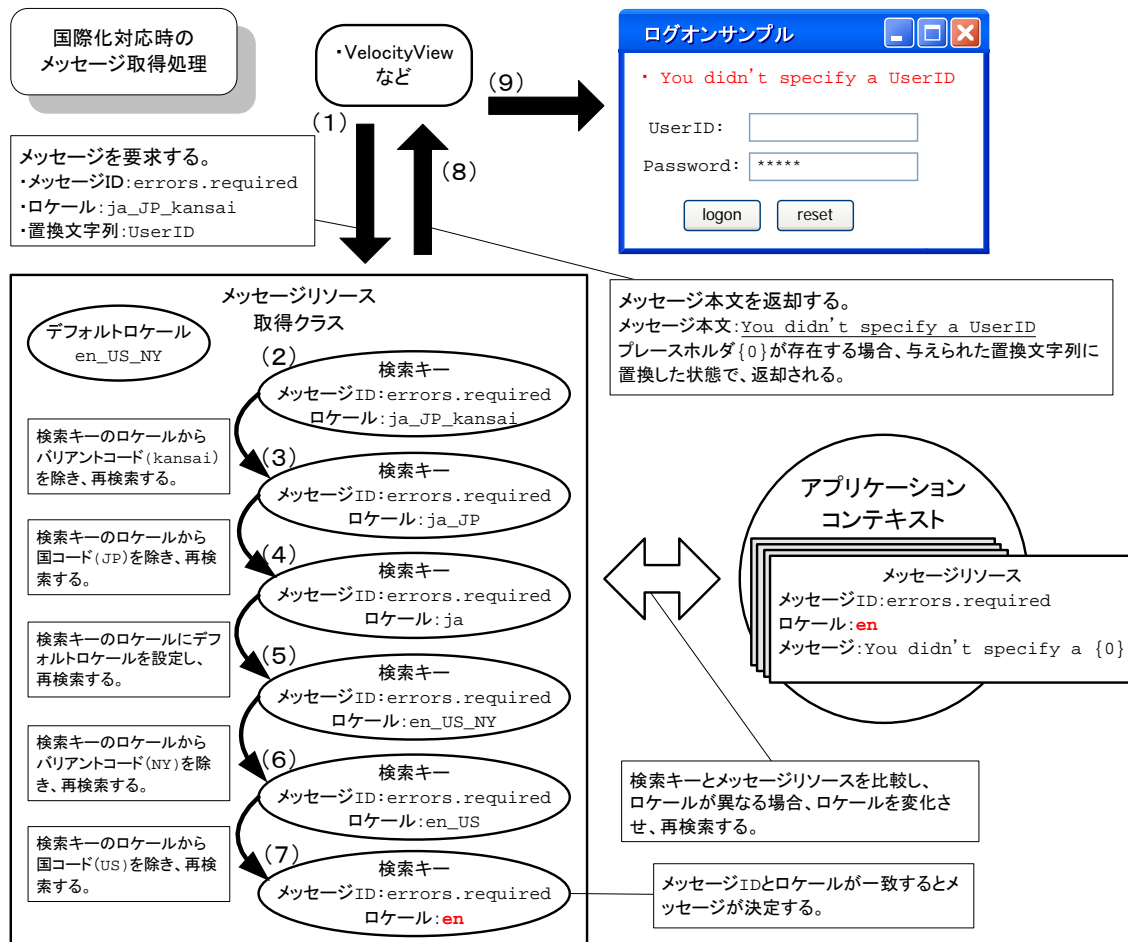 国際化対応時の
メッセージ取得処理
・VelocityView
など
(1)
(8)
(9)
ログオンサンプル
・ You didn't specify a UserID
UserID:
Password: *****
logon reset
メッセージを要求する。
・メッセージID:errors.required
・ロケール:ja_JP_kansai
・置換文字列:UserID
メッセージ本文を返却する。
メッセージ本文:You didn't specify a UserID
プレースホルダ{0}が存在する場合、与えられた置換文字列に
置換した状態で、返却される。
メッセージリソース
取得クラス
デフォルトロケール
en_US_NY
(2)
検索キー
メッセージID:errors.required
ロケール:ja_JP_kansai
検索キーのロケールから
バリアントコード(kansai)
を除き、再検索する。
(3)
検索キー
メッセージID:errors.required
ロケール:ja_JP
検索キーのロケールから
国コード(JP)を除き、再検
索する。
(4)
検索キー
メッセージID:errors.required
ロケール:ja
検索キーのロケールにデフ
ォルトロケールを設定し、
再検索する。
(5)
検索キー
メッセージID:errors.required
ロケール:en_US_NY
検索キーのロケールから
バリアントコード(NY)を除
き、再検索する。
(6)
検索キー
メッセージID:errors.required
ロケール:en_US
検索キーのロケールから
国コード(US)を除き、再検
索する。
(7)
検索キー
メッセージID:errors.required
ロケール:en
アプリケーション
コンテキスト
メッセージリソース
メッセージID:errors.required
ロケール:en
メッセージ:You didn't specify a {0}
検索キーとメッセージリソースを比較し、
ロケールが異なる場合、ロケールを変化さ
せ、再検索する。
メッセージIDとロケールが一致するとメ
ッセージが決定する。